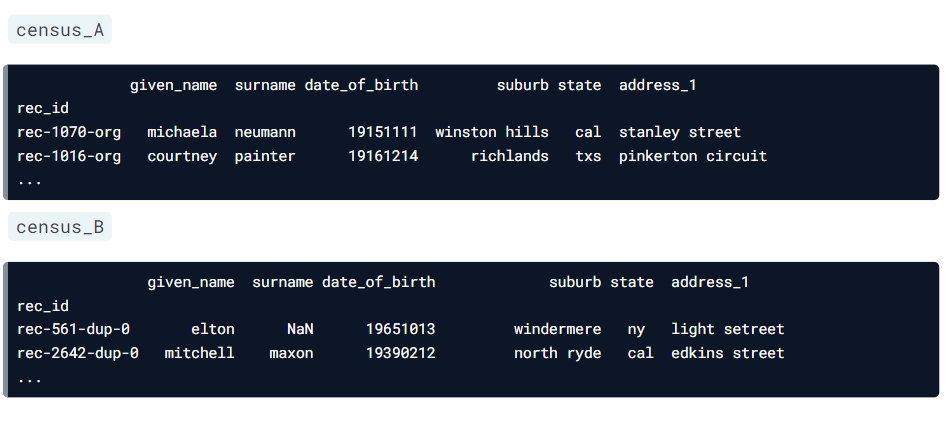 census_A
given_name surname date_of_birth suburb state address_1
rec_id
rec-1070-org michaela neumann 19151111 winston hills cal stanley street
rec-1016-org courtney painter 19161214 richlands txs pinkerton circuit
...
census_B
given_name surname date_of_birth suburb state address_1
rec_id
rec-561-dup-0 elton NaN 19651013 windermere ny light setreet
rec-2642-dup-0 mitchell maxon 19390212 north ryde cal edkins street
...